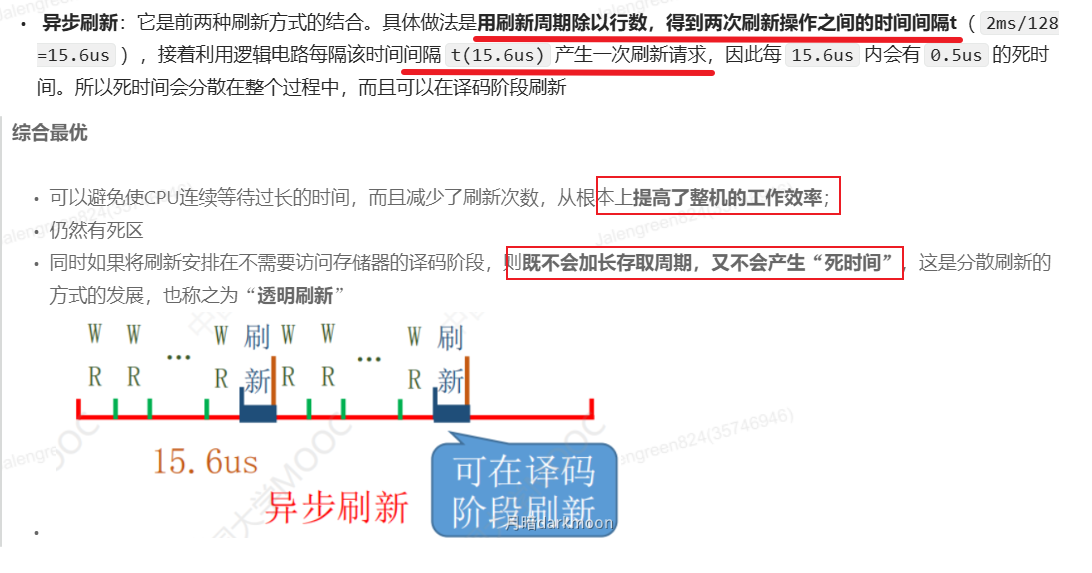 • 异步刷新：它是前两种刷新方式的结合。具体做法是用刷新周期除以行数，得到两次刷新操作之间的时间间隔t（ 2ms/128
=15.6us ），接着利用逻辑电路每隔该时间间隔 t(15.6us) 产生一次刷新请求，因此每 15.6us 内会有 0.5us 的死时
间。所以死时间会分散在整个过程中，而且可以在译码阶段刷新
综合最优
• 可以避免使CPU连续等待过长的时间，而且减少了刷新次数，从根本上提高了整机的工作效率；
• 仍然有死区
• 同时如果将刷新安排在不需要访问存储器的译码阶段，则既不会加长存取周期，又不会产生“死时间”，这是分散刷新的
方式的发展，也称之为“透明刷新”
W W ... W 刷 W W ... W 刷
R R R 新 R R R 新
15.6us
异步刷新
可在译码
阶段刷新
月暗darkmoon
•
Jalengreen824(35746946)
国大学MOOC